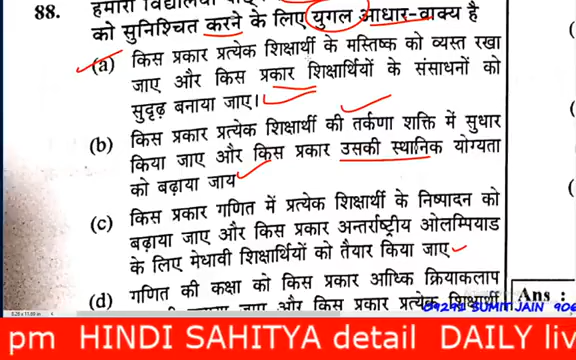 88. हमारी विद्यालयी
को सुनिश्चित करने के लिए युगल आधार-वाक्य है
(a) किस प्रकार प्रत्येक शिक्षार्थी के मस्तिष्क को व्यस्त रखा
जाए और किस प्रकार शिक्षार्थियों के संसाधनों को
सुदृढ़ बनाया जाए।
(b) किस प्रकार प्रत्येक शिक्षार्थी की तर्कणा शक्ति में सुधार
किया जाए और किस प्रकार उसकी स्थानिक योग्यता
को बढ़ाया जाय
(c) किस प्रकार गणित में प्रत्येक शिक्षार्थी के निष्पादन को
बढ़ाया जाए और किस प्रकार अन्तर्राष्ट्रीय ओलम्पियाड
के लिए मेधावी शिक्षार्थियों को तैयार किया जाए
(d) गणित की कक्षा को किस प्रकार आधि्क क्रियाकलाप
जाए और किस प्रकार प्रत्येक शिक्षार्थी
Ans :
SUMIT JAIN
pm HINDI SAHITYA detail DAILY liv